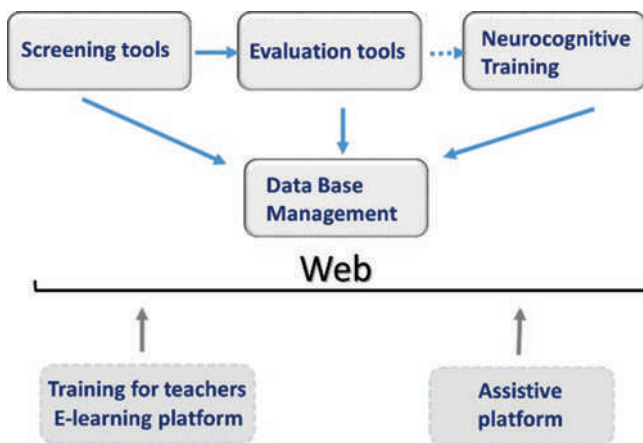 Screening tools
Evaluation tools
Neurocognitive
Training
Data Base
Management
Web
Training for teachers
E-learning platform
Assistive
platform